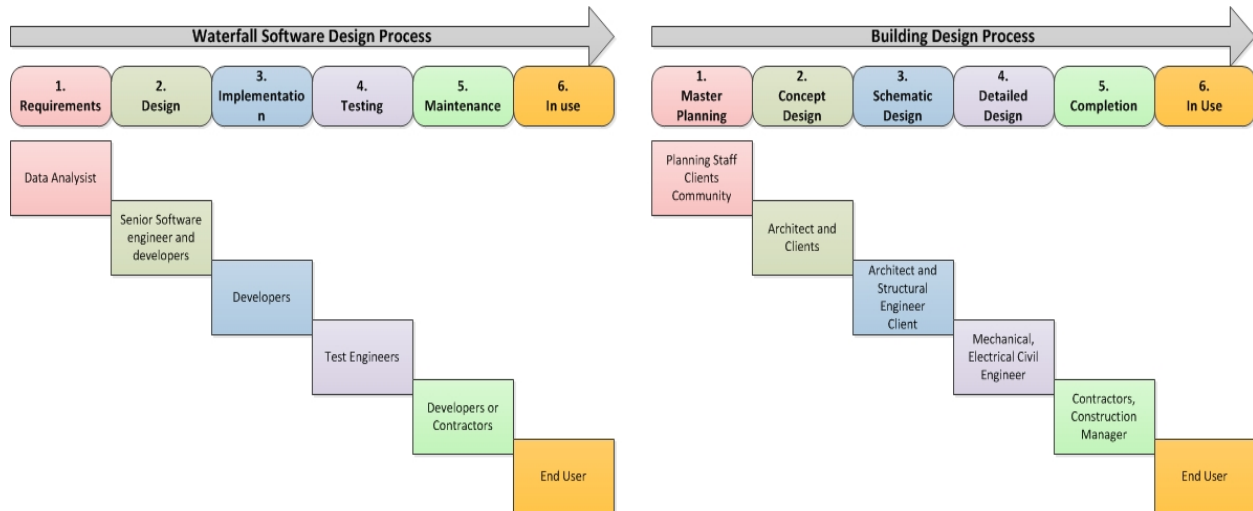 Waterfall Software Design Process
1.
Requirements
2.
Design
3.
Implementatio
n
4.
Testing
5.
Maintenance
6.
In use
Data Analysist
Senior Software
engineer and
developers
Developers
Test Engineers
Developers or
Contractors
End User
Building Design Process
1.
Master
Planning
2.
Concept
Design
3.
Schematic
Design
4.
Detailed
Design
5.
Completion
6.
In Use
Planning Staff
Clients
Community
Architect and
Clients
Architect and
Structural
Engineer
Client
Mechanical,
Electrical Civil
Engineer
Contractors,
Construction
Manager
End User